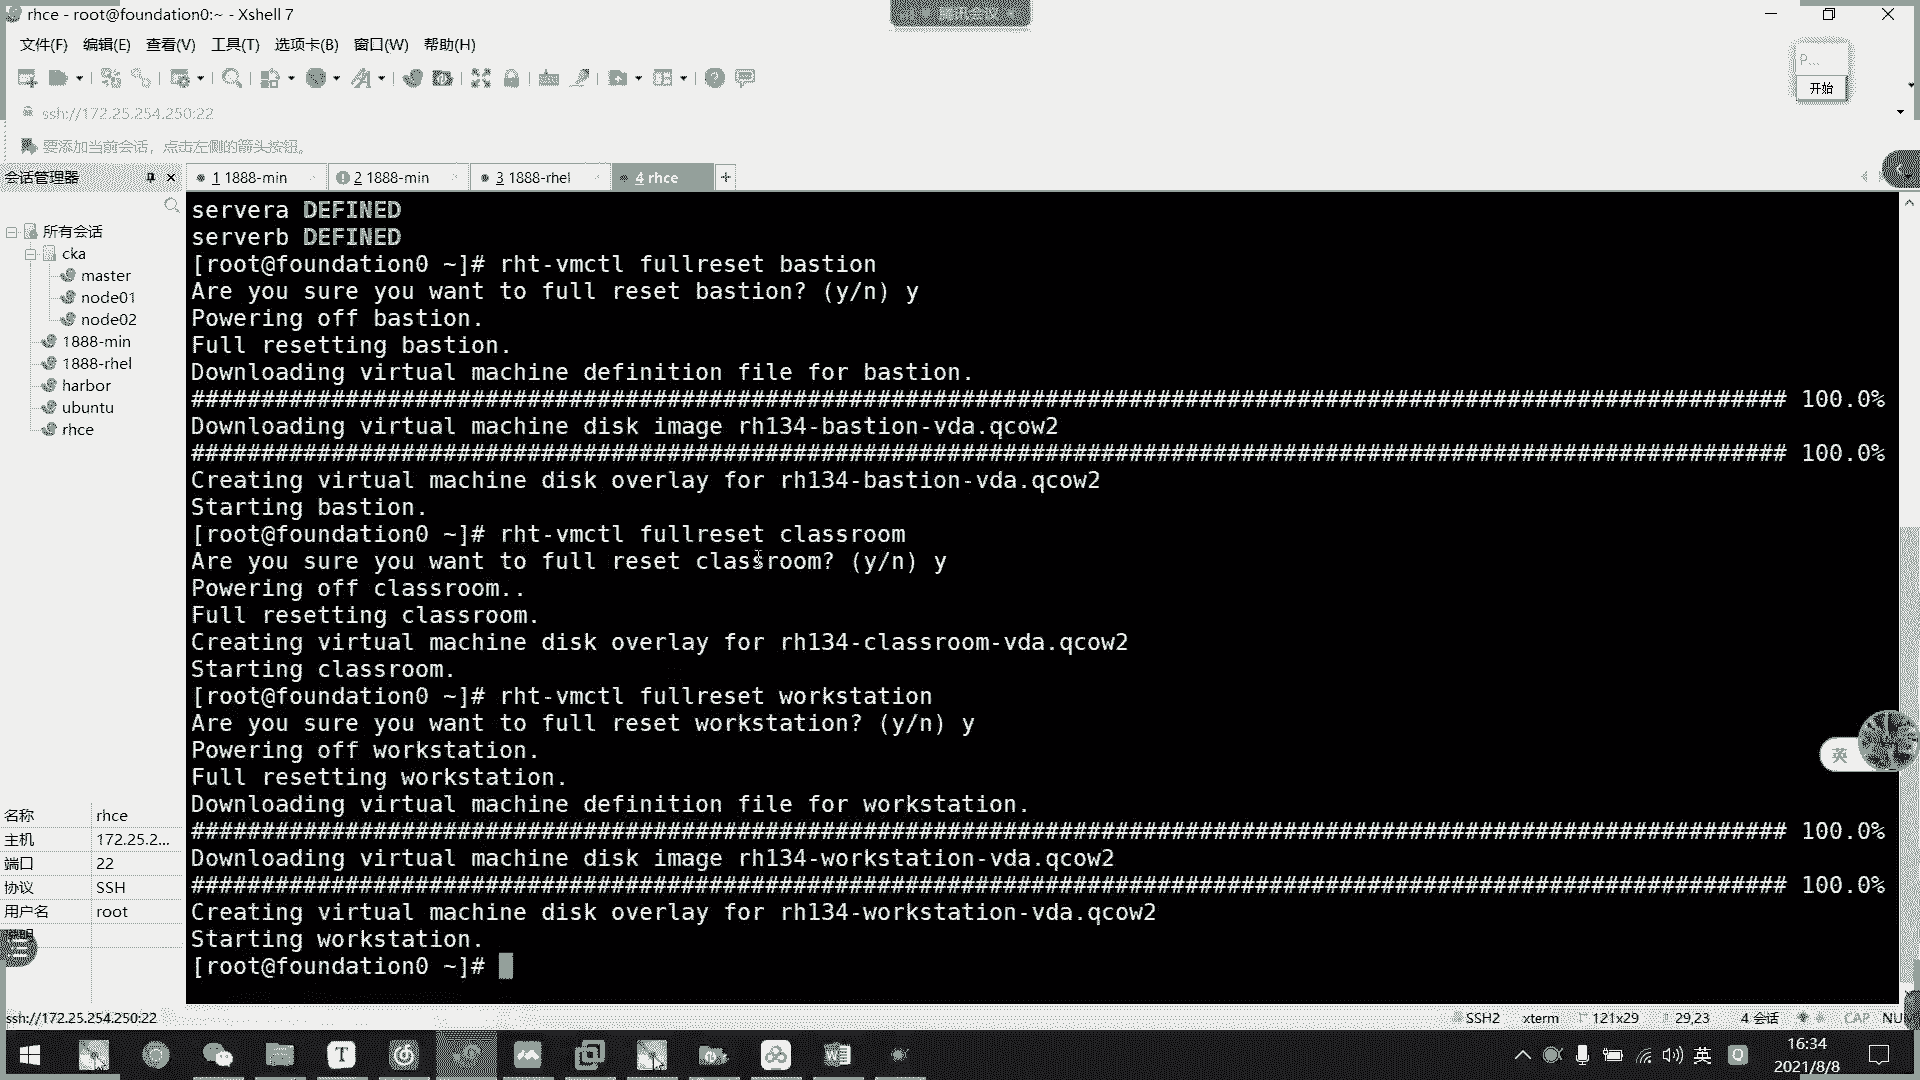 rhce - root@foundation0:~ - Xshell 7
腾讯会议
文件(F) 编辑(E) 查看(V) 工具(T) 选项卡(B) 窗口(W) 帮助(H)
P...
开始
ssh://172.25.254.250:22
要添加当前会话，点击左侧的箭头按钮。
会话管理器
1 1888-min
2 1888-min
3 1888-rhel
4 rhce
所有会话
cka
master
node01
node02
1888-min
1888-rhel
harbor
ubuntu
rhce
servera DEFINED
serverb DEFINED
[root@foundation0 ~]# rht-vmctl fullreset bastion
Are you sure you want to full reset bastion? (y/n) y
Powering off bastion.
Full resetting bastion.
Downloading virtual machine definition file for bastion.
################################################################################################################## 100.0%
Downloading virtual machine disk image rh134-bastion-vda.qcow2
################################################################################################################## 100.0%
Creating virtual machine disk overlay for rh134-bastion-vda.qcow2
Starting bastion.
[root@foundation0 ~]# rht-vmctl fullreset classroom
Are you sure you want to full reset classroom? (y/n) y
Powering off classroom..
Full resetting classroom.
Creating virtual machine disk overlay for rh134-classroom-vda.qcow2
Starting classroom.
[root@foundation0 ~]# rht-vmctl fullreset workstation
Are you sure you want to full reset workstation? (y/n) y
Powering off workstation.
Full resetting workstation.
Downloading virtual machine definition file for workstation.
################################################################################################################## 100.0%
Downloading virtual machine disk image rh134-workstation-vda.qcow2
################################################################################################################## 100.0%
Creating virtual machine disk overlay for rh134-workstation-vda.qcow2
Starting workstation.
[root@foundation0 ~]#
英
名称 rhce
主机 172.25.2...
端口 22
协议 SSH
用户名 root
ssh://172.25.254.250:22
SSH2 xterm 121x29 29,23 4 会话 CAP NUM
英
16:34
2021/8/8